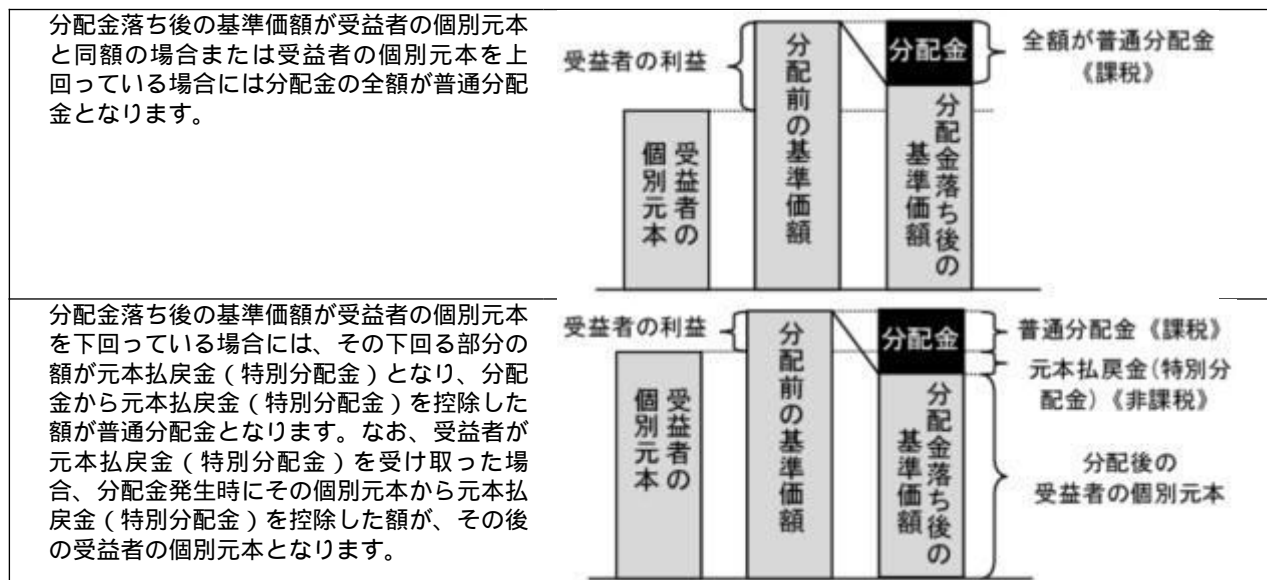 分配金落ち後の基準価額が受益者の個別元本
と同額の場合または受益者の個別元本を上
回っている場合には分配金の全額が普通分配
金となります。
受益者の利益
受益者の
個別元本
分配前の基準価額
分配金
分配金落ち後の
基準価額
全額が普通分配金
《課税》
分配金落ち後の基準価額が受益者の個別元本
を下回っている場合には、その下回る部分の
額が元本払戻金（特別分配金）となり、分配
金から元本払戻金（特別分配金）を控除した
額が普通分配金となります。なお、受益者が
元本払戻金（特別分配金）を受け取った場
合、分配金発生時にその個別元本から元本払
戻金（特別分配金）を控除した額が、その後
の受益者の個別元本となります。
受益者の利益
受益者の
個別元本
分配前の基準価額
分配金
分配金落ち後の
基準価額
普通分配金《課税》
元本払戻金（特別分
配金）《非課税》
分配後の
受益者の個別元本